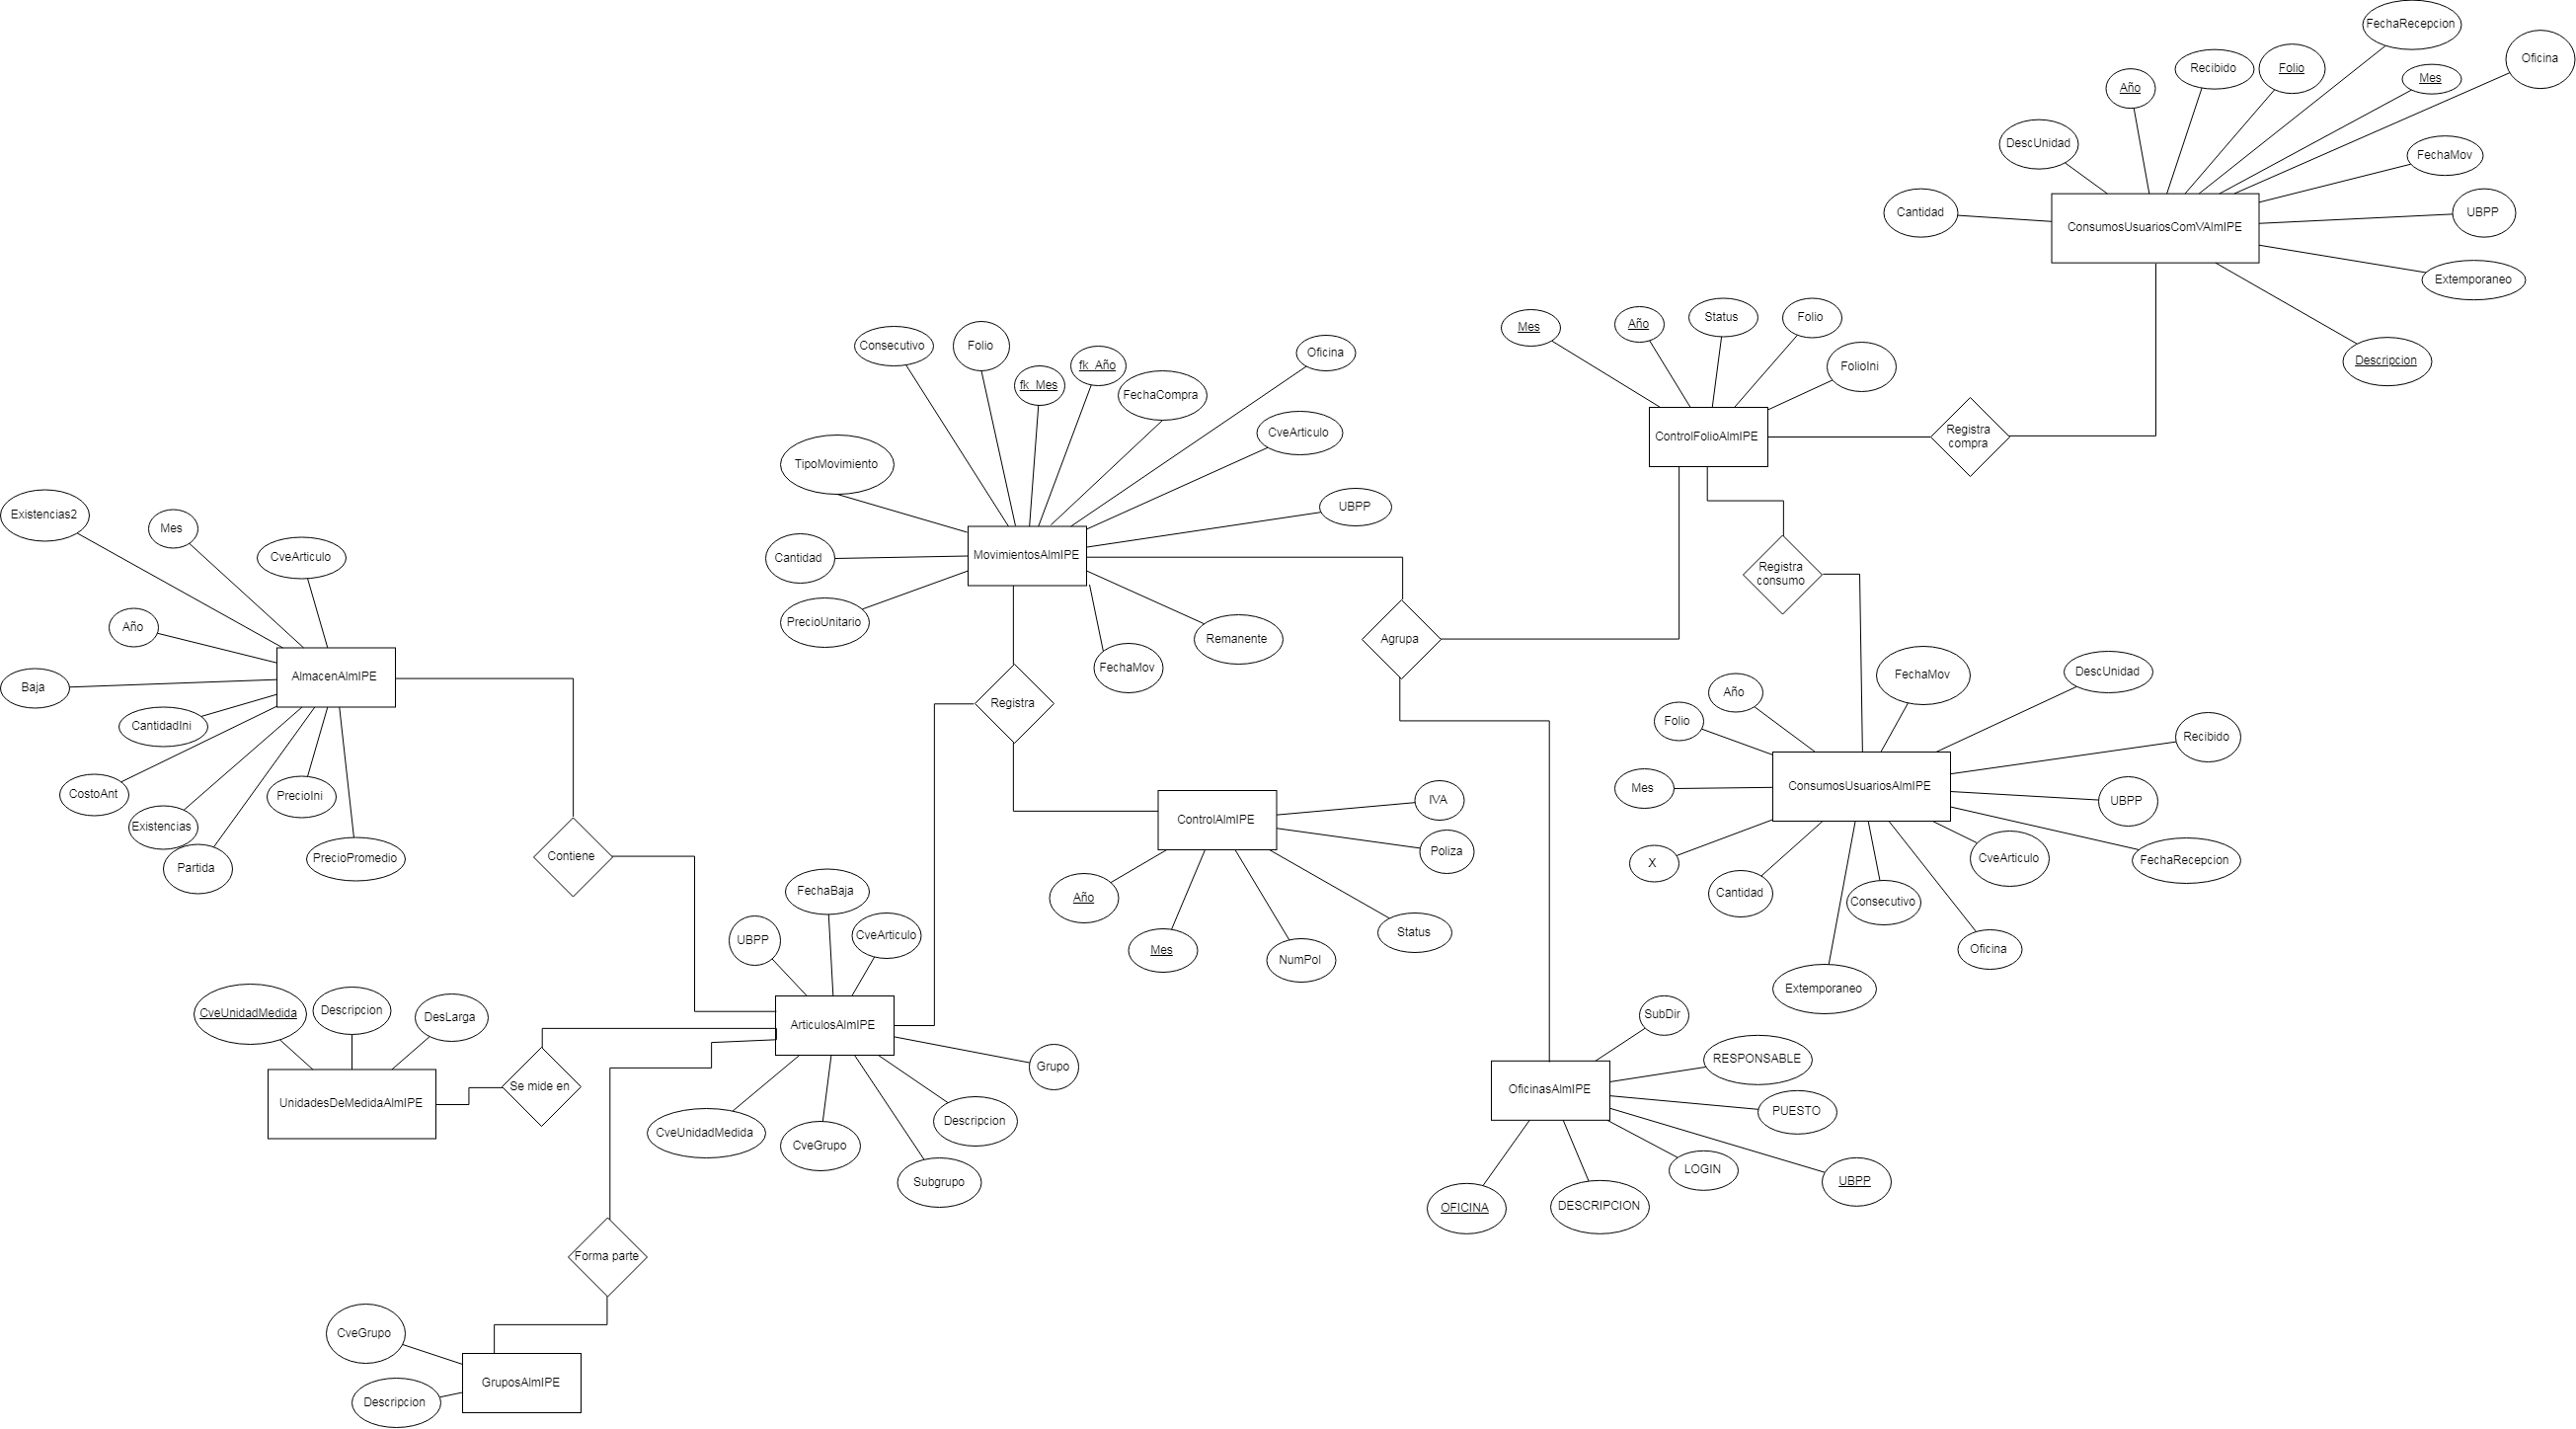 FechaRecepcion
Oficina
Recibido
Folio
Mes
Año
DescUnidad
FechaMov
Cantidad
UBPP
ConsumosUsuariosComVAlmIPE
Extemporaneo
Descripcion
Mes
Año
Status
Folio
FolioIni
ControlFolioAlmIPE
Registra
compra
Registra
consumo
Consecutivo
Folio
fk_Mes
fk_Año
FechaCompra
Oficina
CveArticulo
TipoMovimiento
UBPP
MovimientosAlmIPE
Cantidad
PrecioUnitario
FechaMov
Remanente
Agrupa
Registra
Existencias2
Mes
CveArticulo
Año
AlmacenAlmIPE
Baja
CantidadIni
CostoAnt
Existencias
PrecioIni
Partida
PrecioPromedio
Contiene
FechaMov
DescUnidad
Año
Folio
Recibido
Mes
ConsumosUsuariosAlmIPE
UBPP
X
CveArticulo
FechaRecepcion
Cantidad
Consecutivo
Oficina
Extemporaneo
IVA
ControlAlmIPE
Poliza
Año
Mes
NumPol
Status
FechaBaja
UBPP
CveArticulo
ArticulosAlmIPE
Grupo
CveUnidadMedida
CveGrupo
Descripcion
Subgrupo
CveUnidadMedida
Descripcion
DesLarga
UnidadesDeMedidaAlmIPE
Se mide en
SubDir
RESPONSABLE
OficinasAlmIPE
PUESTO
LOGIN
UBPP
OFICINA
DESCRIPCION
Forma parte
CveGrupo
GruposAlmIPE
Descripcion